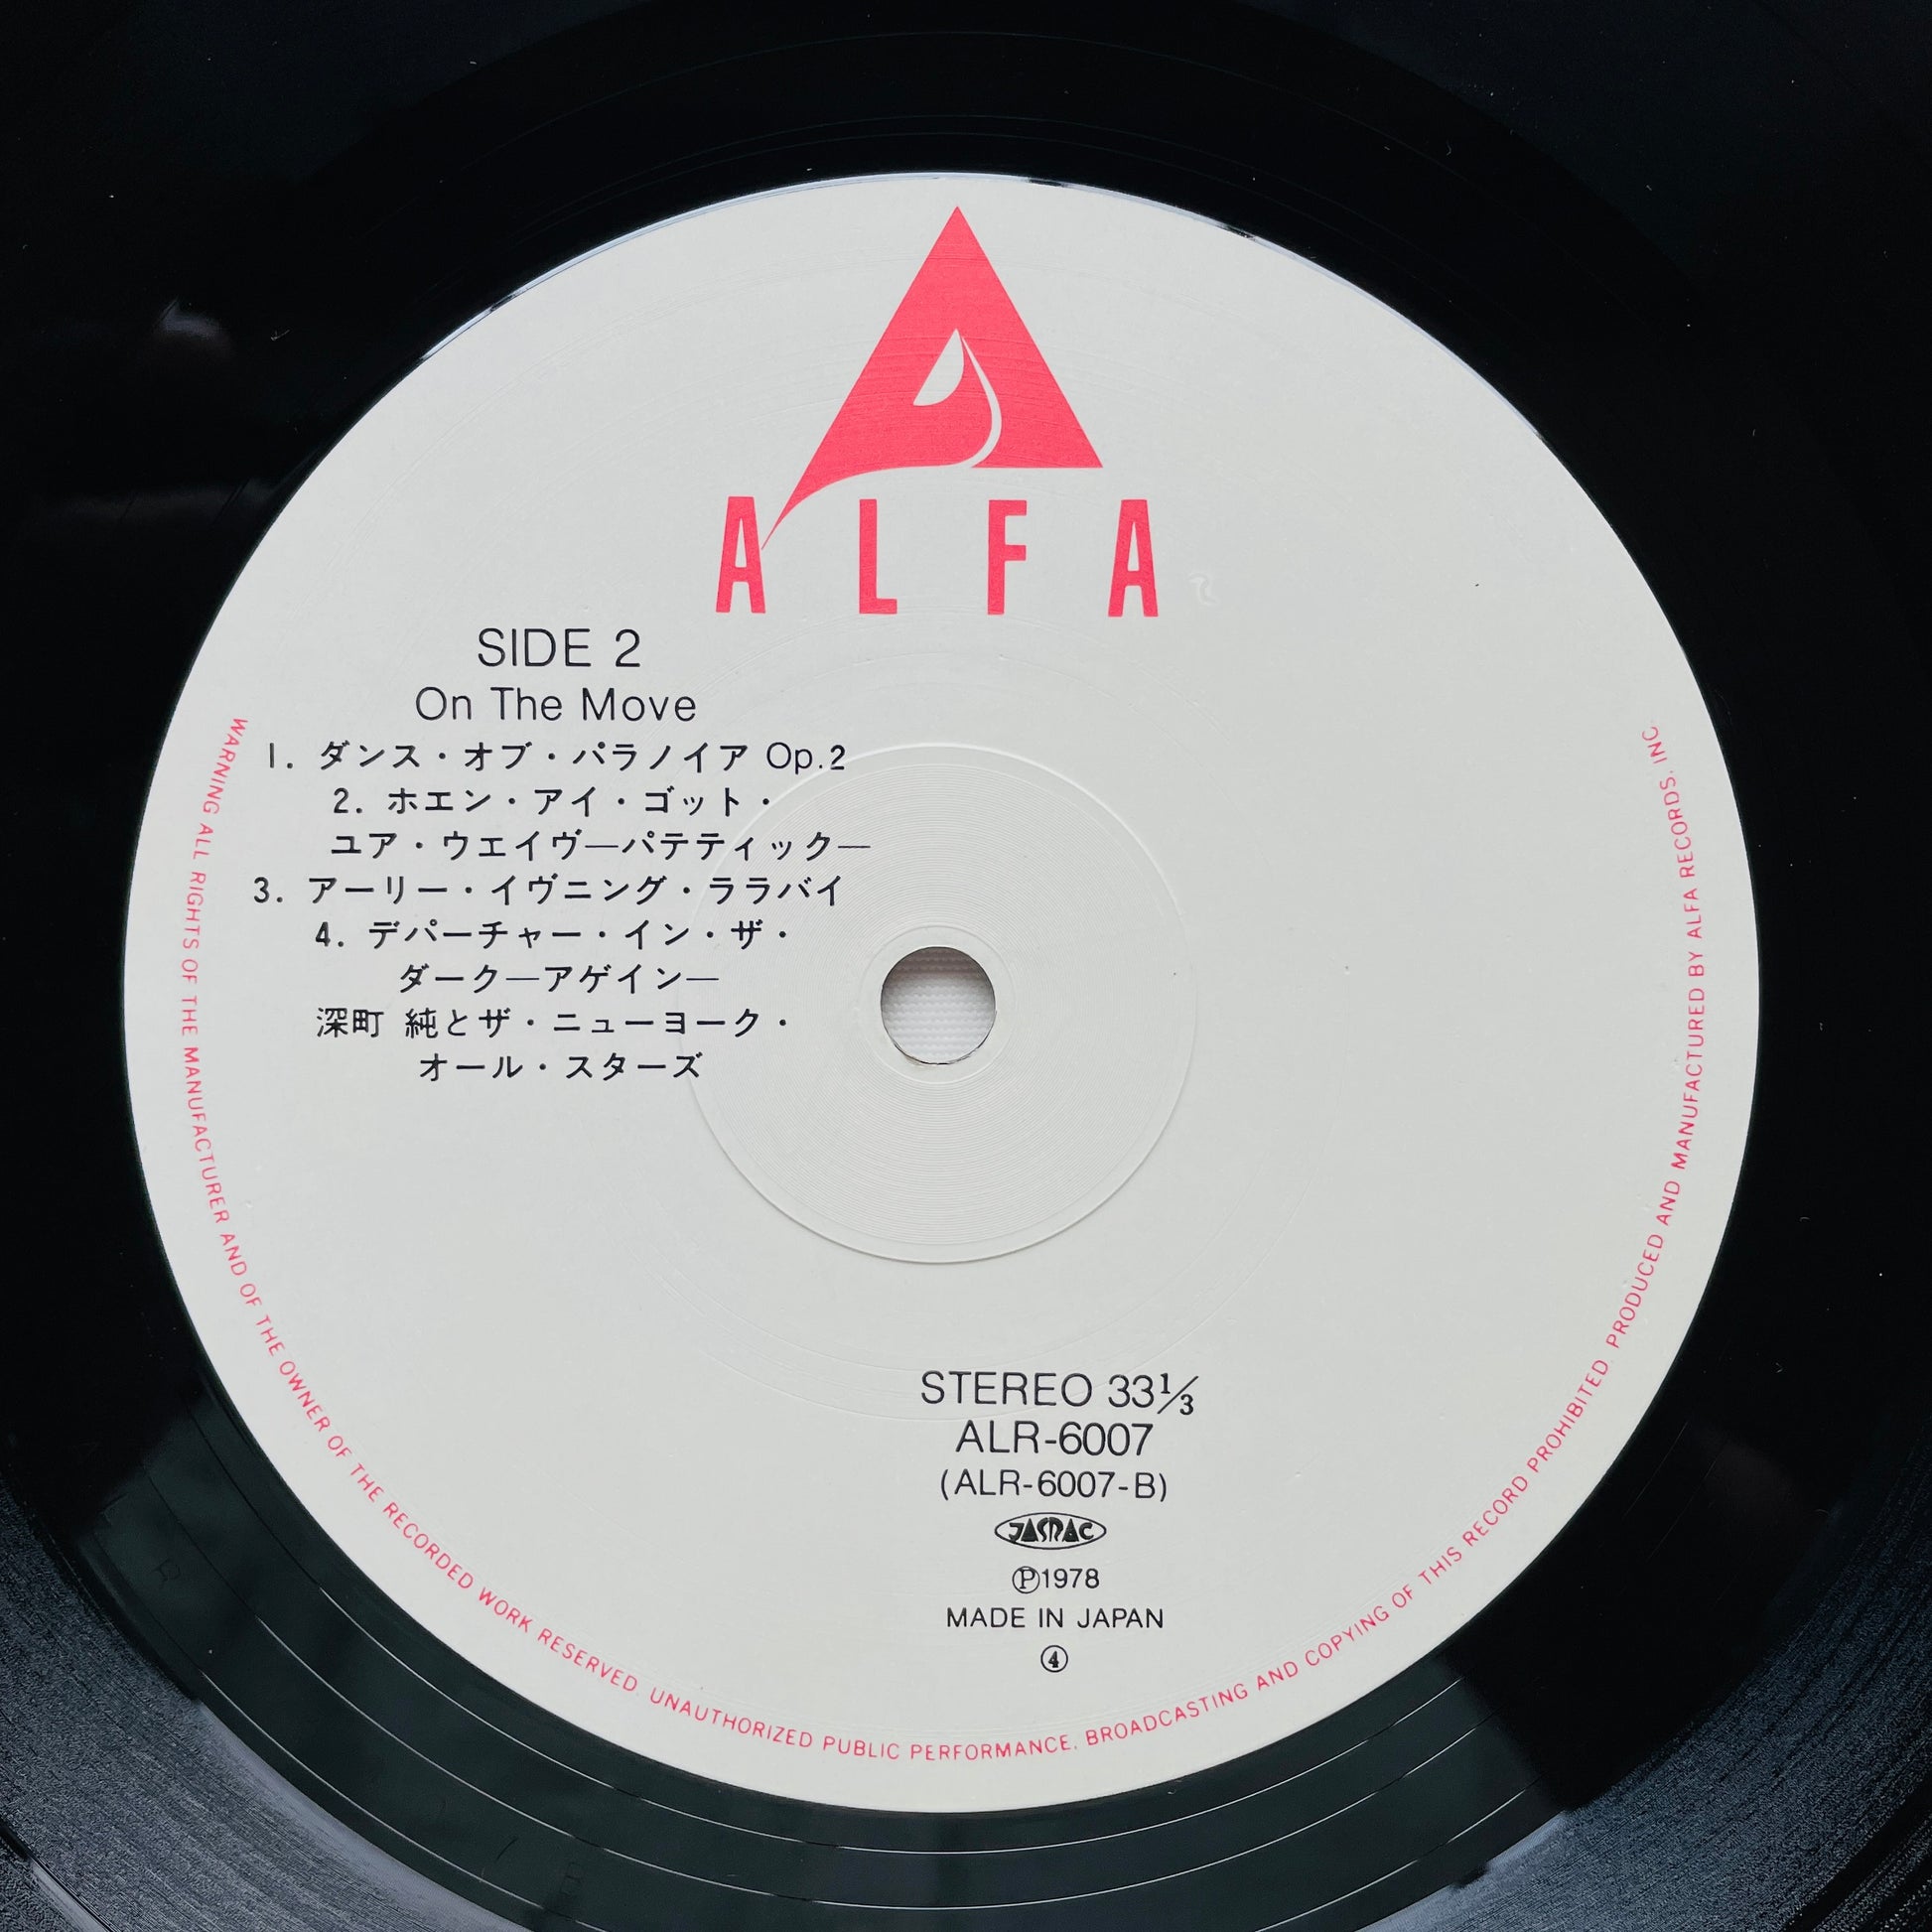 ALFA
SIDE 2
On The Move
1. ダンス・オブ・パラノイア Op.2
2. ホエン・アイ・ゴット・
ユア・ウェイヴ―パテティック―
3. アーリー・イヴニング・ララバイ
4. デパーチャー・イン・ザ・
ダーク―アゲイン―
深町 純とザ・ニューヨーク・
オール・スターズ
STEREO 33⅓
ALR-6007
(ALR-6007-B)
JASRAC
Ⓟ1978
MADE IN JAPAN
④
WARNING ALL RIGHTS OF THE MANUFACTURER AND OF THE OWNER OF THE RECORDED WORK RESERVED UNAUTHORIZED PUBLIC PERFORMANCE, BROADCASTING AND COPYING OF THIS RECORD PROHIBITED. PRODUCED AND MANUFACTURED BY ALFA RECORDS, INC